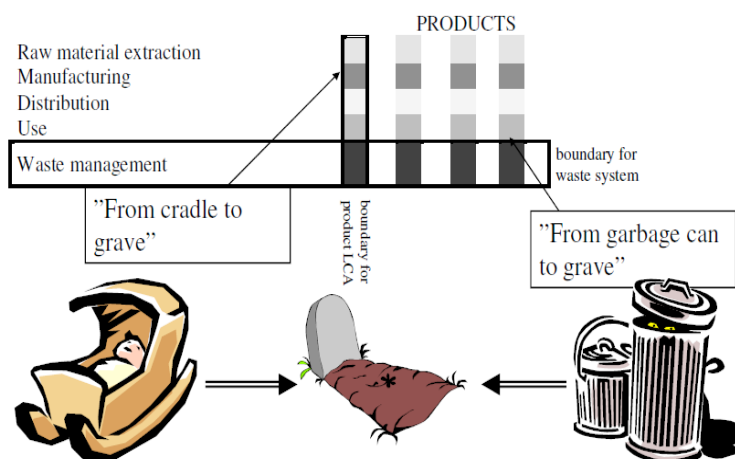 PRODUCTS
Raw material extraction
Manufacturing
Distribution
Use
Waste management
boundary for
waste system
”From cradle to
grave”
boundary for
product LCA
”From garbage can
to grave”